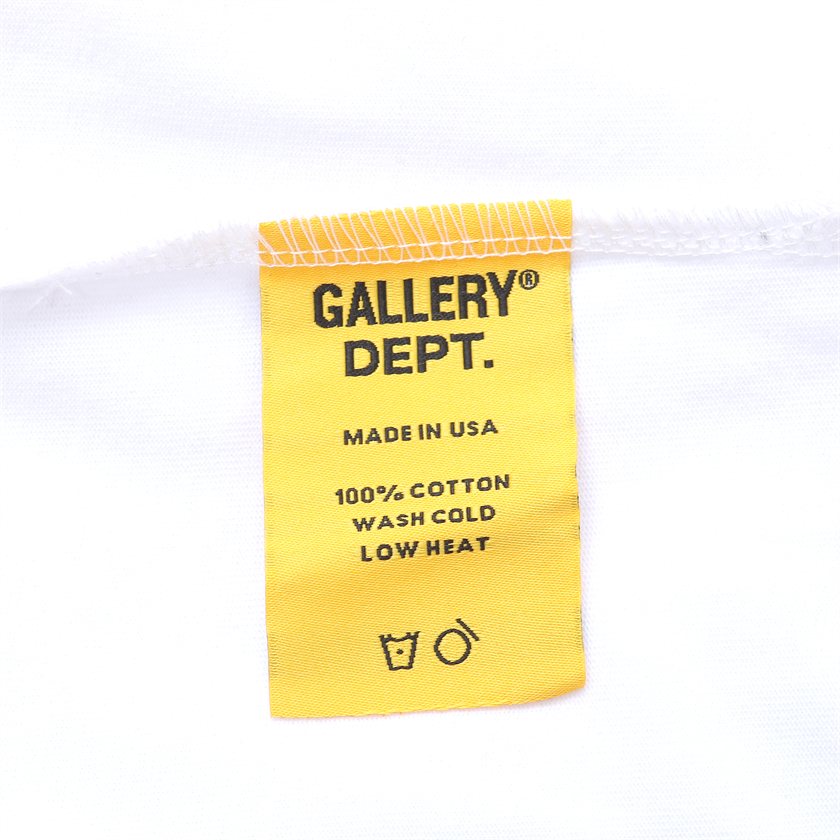 GALLERY®
DEPT.
MADE IN USA
100% COTTON
WASH COLD
LOW HEAT